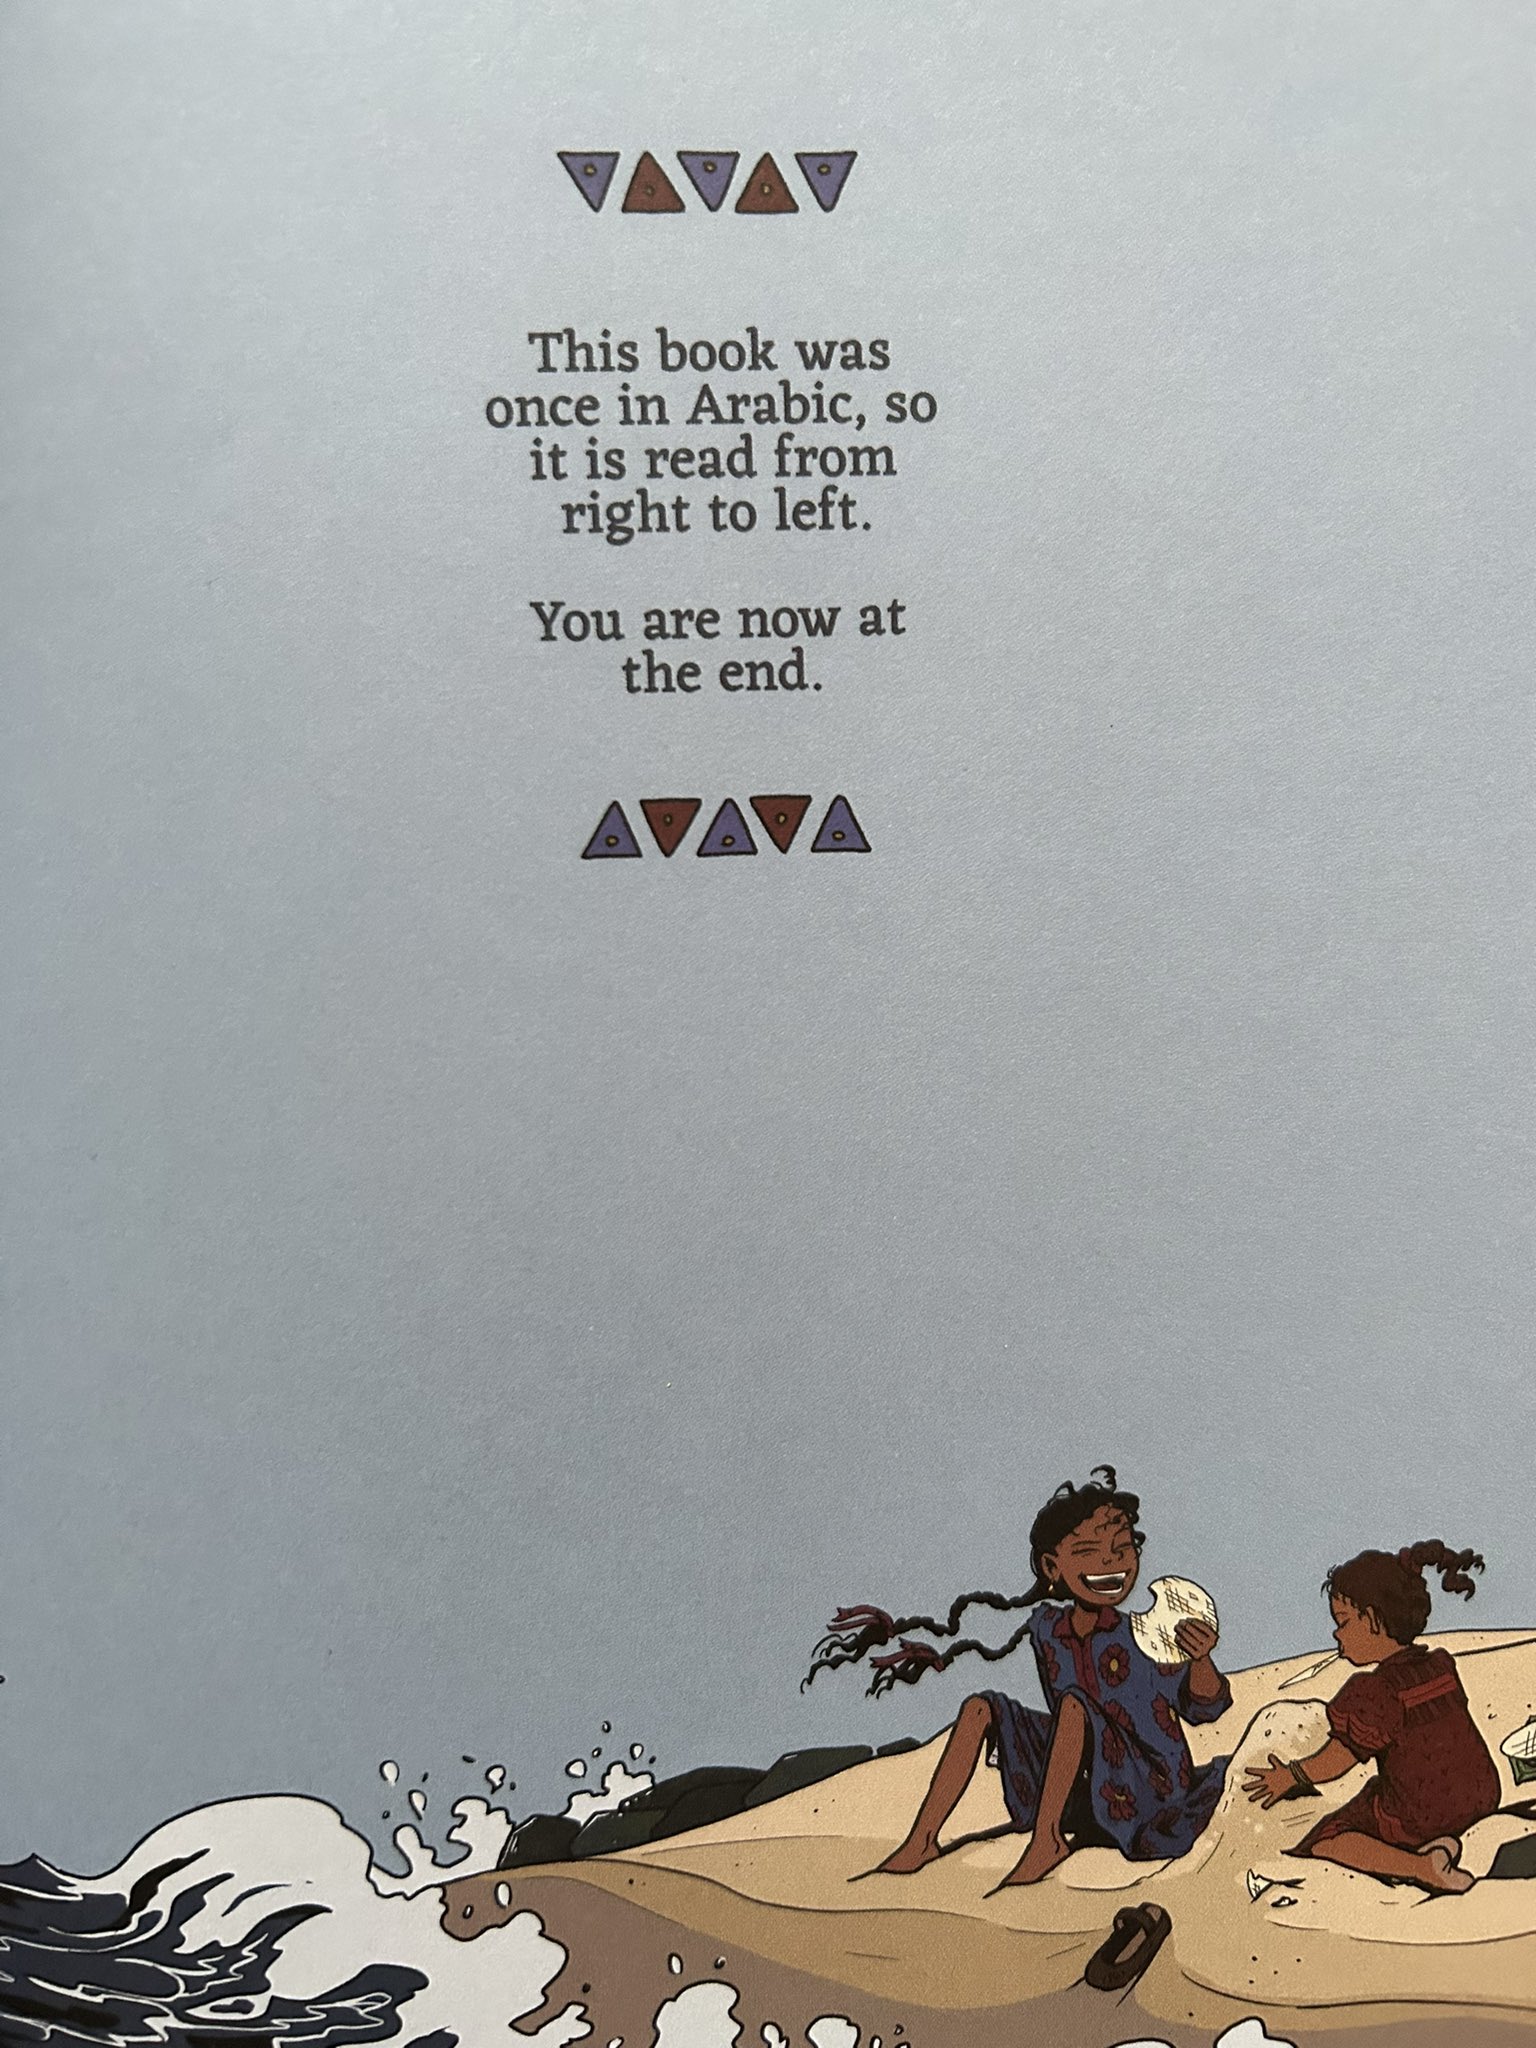 This book was
once in Arabic, so
it is read from
right to left.
You are now at
the end.